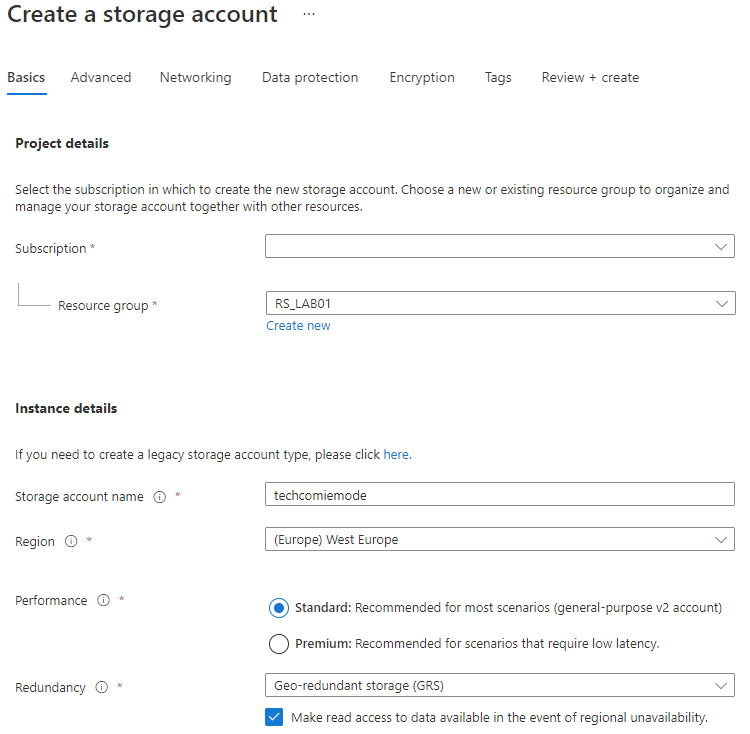 Create a storage account ...
Basics Advanced Networking Data protection Encryption Tags Review + create
Project details
Select the subscription in which to create the new storage account. Choose a new or existing resource group to organize and
manage your storage account together with other resources.
Subscription *
Resource group * RS_LAB01
Create new
Instance details
If you need to create a legacy storage account type, please click here.
Storage account name * techcomiemode
Region * (Europe) West Europe
Performance * Standard: Recommended for most scenarios (general-purpose v2 account)
Premium: Recommended for scenarios that require low latency.
Redundancy * Geo-redundant storage (GRS)
Make read access to data available in the event of regional unavailability.